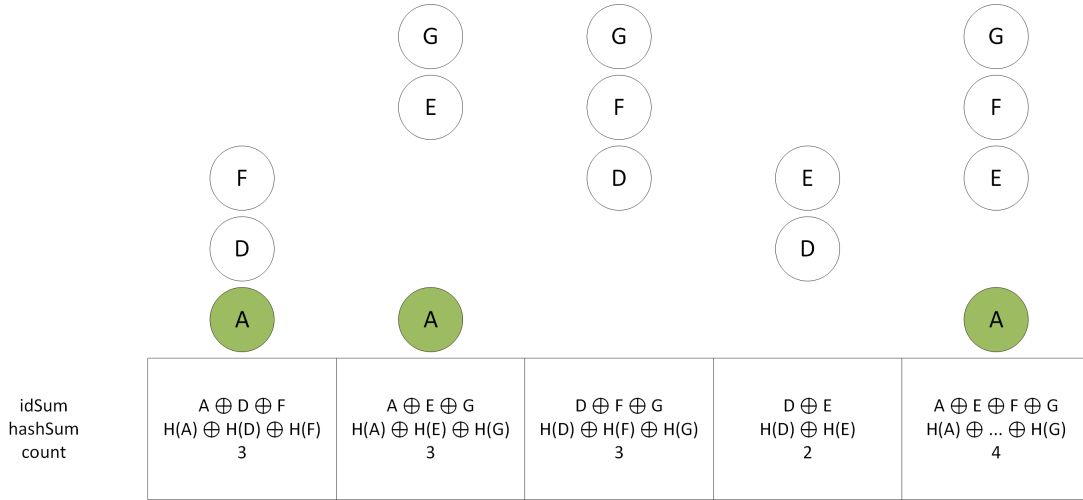 G G G
E F F
F D E E
D D
A A A
idSum A ⊕ D ⊕ F A ⊕ E ⊕ G D ⊕ F ⊕ G D ⊕ E A ⊕ E ⊕ F ⊕ G
hashSum H(A) ⊕ H(D) ⊕ H(F) H(A) ⊕ H(E) ⊕ H(G) H(D) ⊕ H(F) ⊕ H(G) H(D) ⊕ H(E) H(A) ⊕ ... ⊕ H(G)
count 3 3 3 2 4